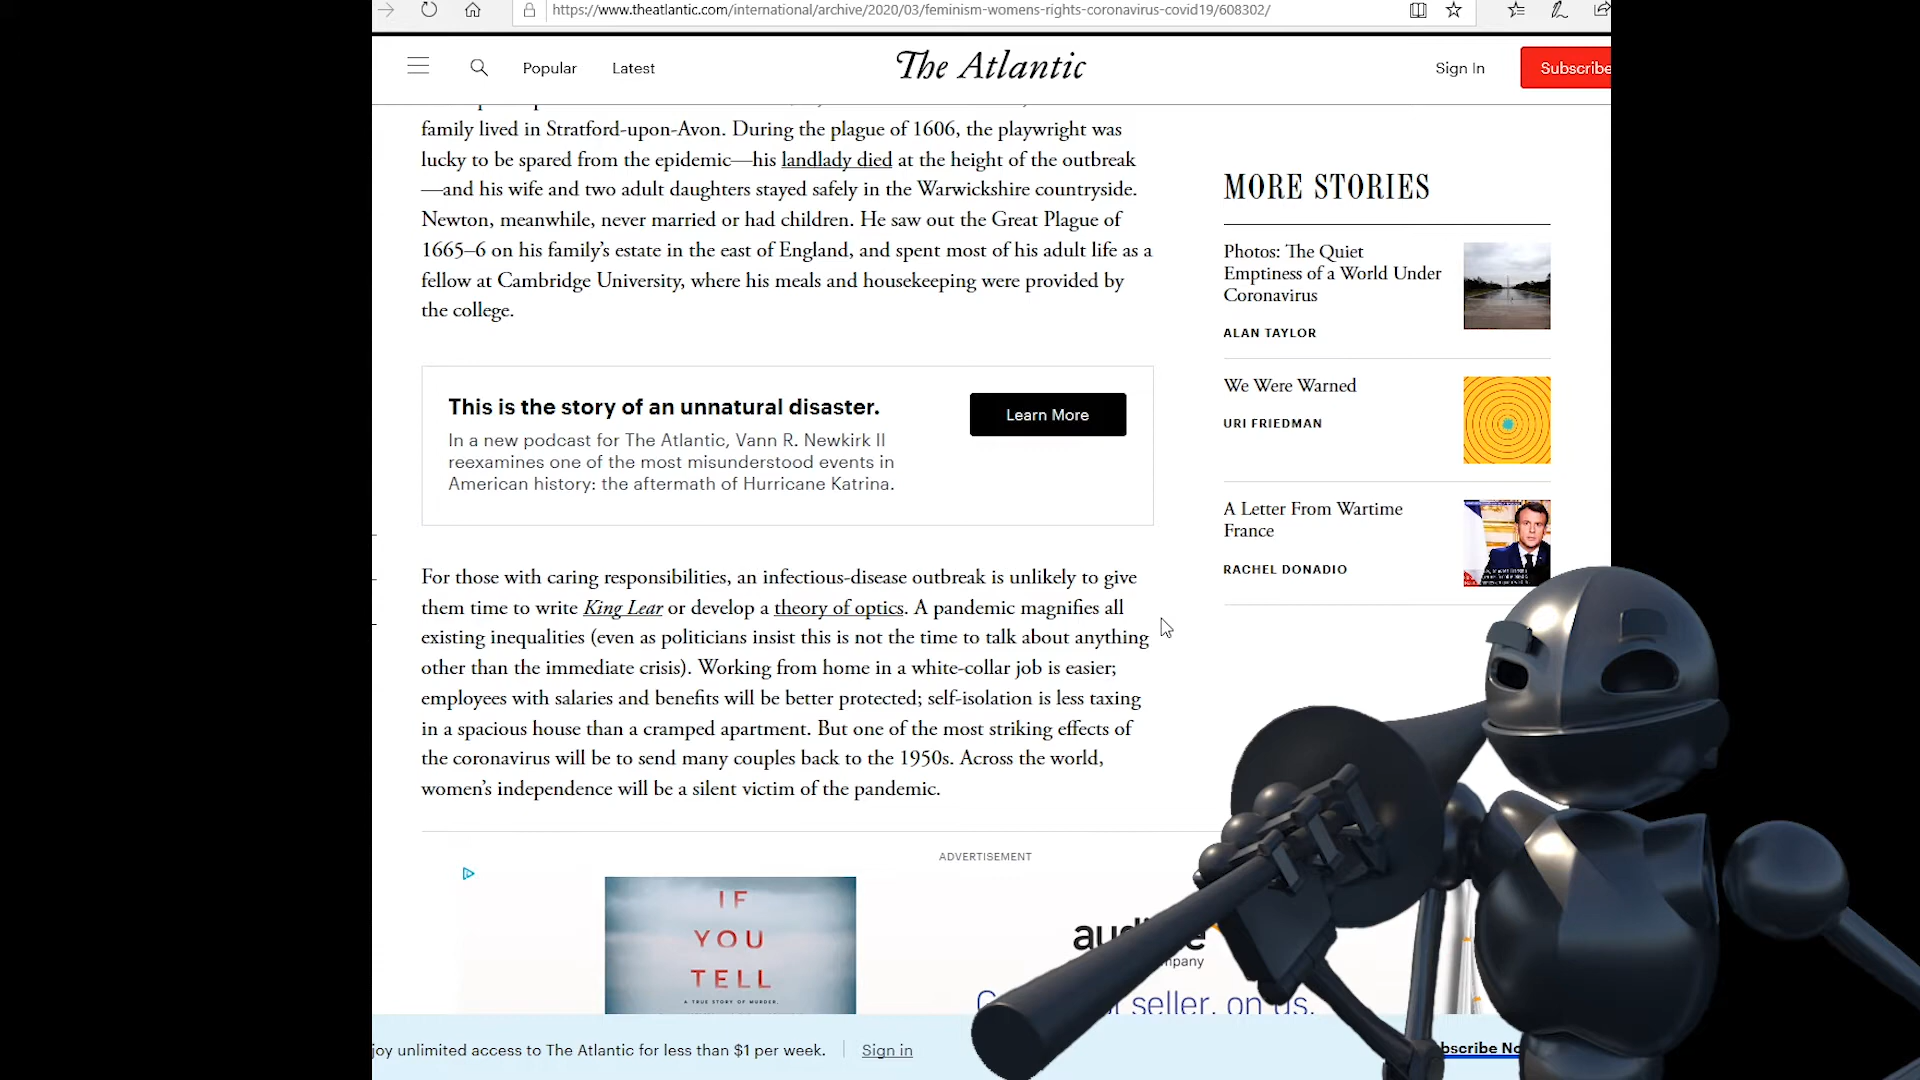 https://www.theatlantic.com/international/archive/2020/03/feminism-womens-rights-coronavirus-covid19/608302/
Popular
Latest
The Atlantic
Sign In
Subscribe
family lived in Stratford-upon-Avon. During the plague of 1606, the playwright was
lucky to be spared from the epidemic—his landlady died at the height of the outbreak
—and his wife and two adult daughters stayed safely in the Warwickshire countryside.
Newton, meanwhile, never married or had children. He saw out the Great Plague of
1665–6 on his family’s estate in the east of England, and spent most of his adult life as a
fellow at Cambridge University, where his meals and housekeeping were provided by
the college.
This is the story of an unnatural disaster.
In a new podcast for The Atlantic, Vann R. Newkirk II
reexamines one of the most misunderstood events in
American history: the aftermath of Hurricane Katrina.
Learn More
For those with caring responsibilities, an infectious-disease outbreak is unlikely to give
them time to write King Lear or develop a theory of optics. A pandemic magnifies all
existing inequalities (even as politicians insist this is not the time to talk about anything
other than the immediate crisis). Working from home in a white-collar job is easier;
employees with salaries and benefits will be better protected; self-isolation is less taxing
in a spacious house than a cramped apartment. But one of the most striking effects of
the coronavirus will be to send many couples back to the 1950s. Across the world,
women’s independence will be a silent victim of the pandemic.
MORE STORIES
Photos: The Quiet
Emptiness of a World Under
Coronavirus
ALAN TAYLOR
We Were Warned
URI FRIEDMAN
A Letter From Wartime
France
RACHEL DONADIO
ADVERTISEMENT
IF
YOU
TELL
A TRUE STORY OF MURDER,
seller, on us.
joy unlimited access to The Atlantic for less than $1 per week.
Sign in